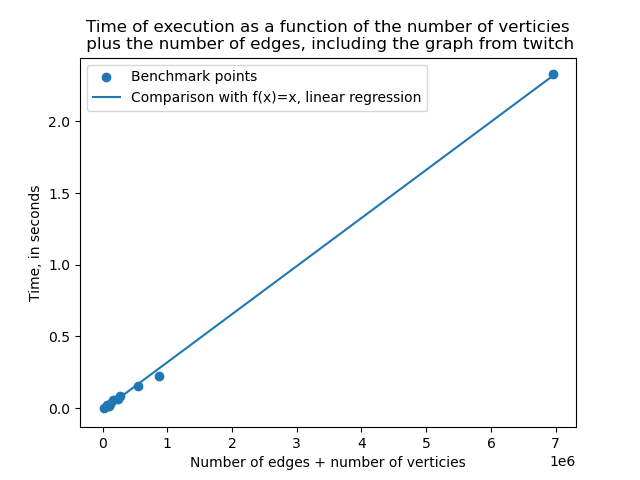 Time of execution as a function of the number of verticies
plus the number of edges, including the graph from twitch
Benchmark points
Comparison with f(x)=x, linear regression
2.0
1.5
1.0
0.5
0.0
Time, in seconds
0 1 2 3 4 5 6 7
1e6
Number of edges + number of verticies